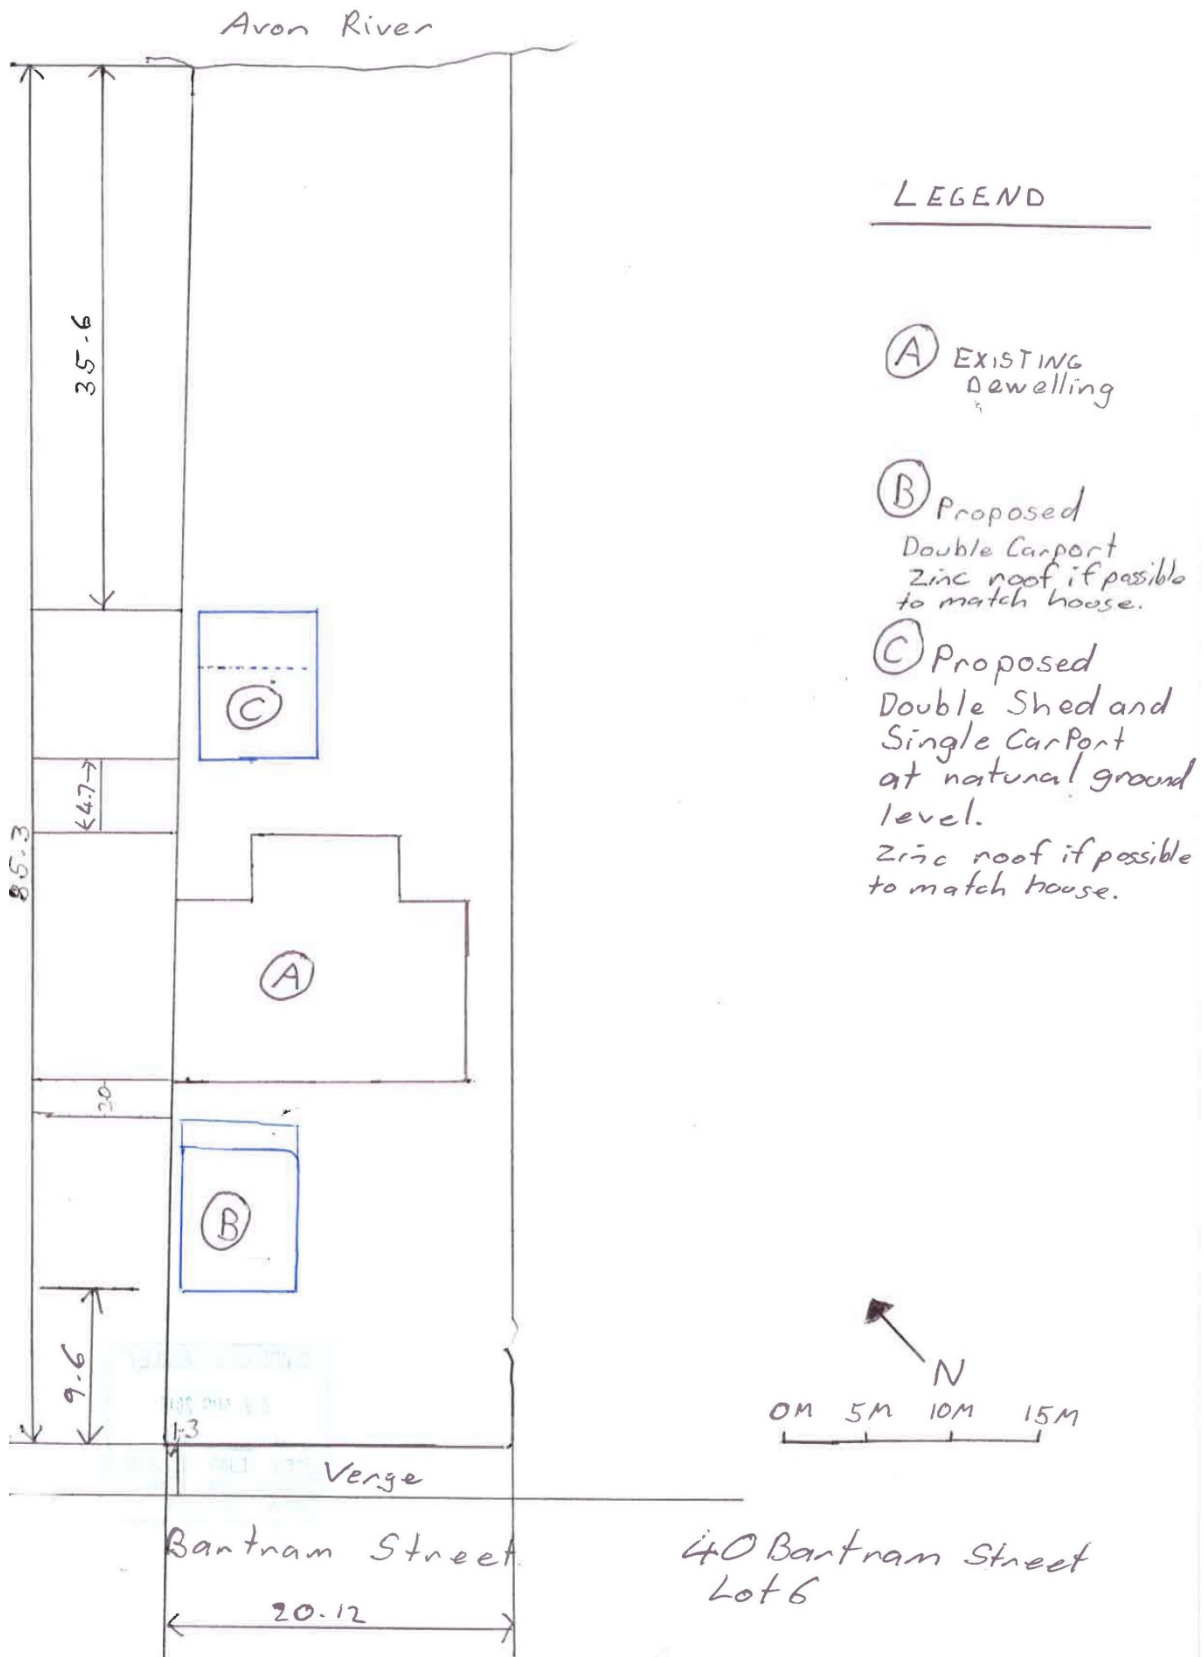 Avon River
LEGEND
35.6
A EXISTING
Dewelling
B Proposed
Double Carport
Zinc roof if possible
to match house.
C Proposed
Double Shed and
Single CarPort
at natural ground
level.
Zinc roof if possible
to match house.
C
4.7
85.3
A
20
B
9.6
N
0M 5M 10M 15M
1.3
Verge
Bartram Street
40 Bartram Street
Lot 6
20.12